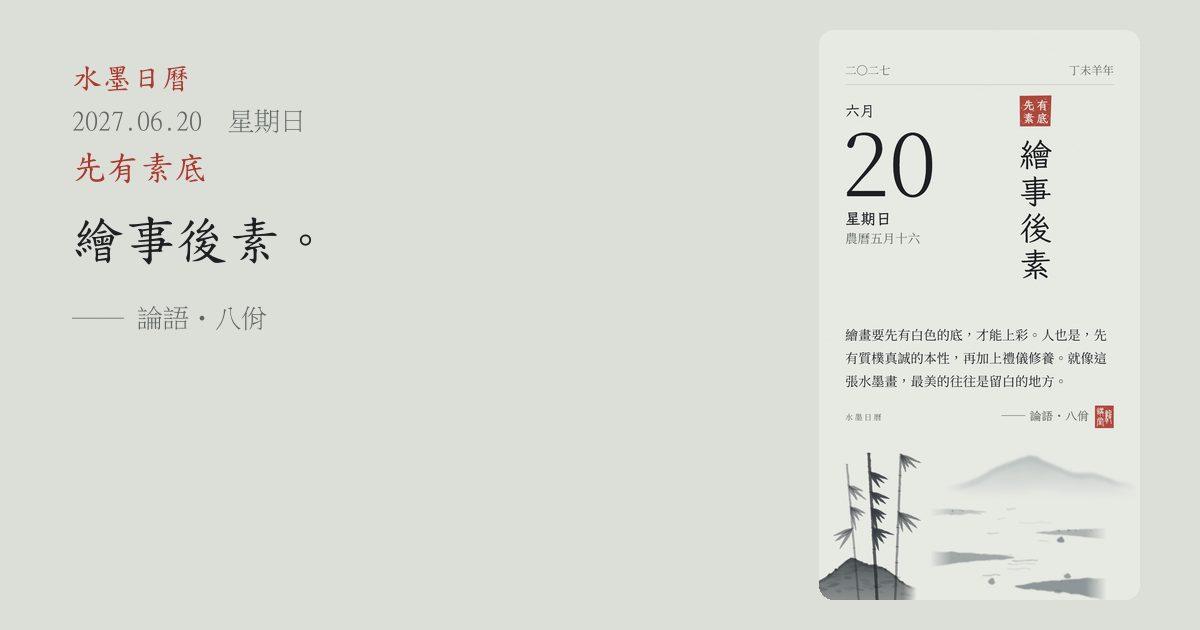 水墨日曆
2027.06.20 星期日
先有素底
繪事後素。
—— 論語・八佾
二〇二七 丁未羊年
六月
20
星期日
農曆五月十六
先有素底
繪事後素
繪畫要先有白色的底,才能上彩。人也是,先
有質樸真誠的本性,再加上禮儀修養。就像這
張水墨畫,最美的往往是留白的地方。
水墨日曆
—— 論語・八佾